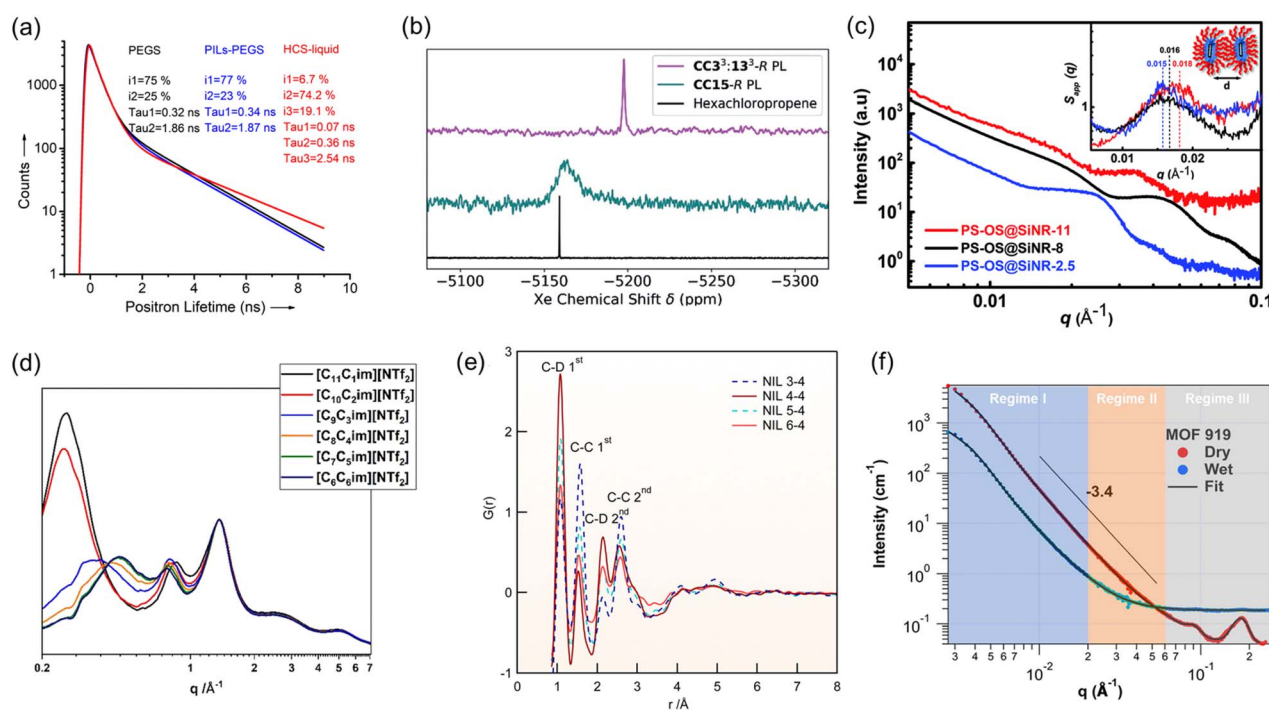 (a)
1000
100
10
1
Counts →
PEGS
i1=75 %
i2=25 %
Tau1=0.32 ns
Tau2=1.86 ns
PILs-PEGS
i1=77 %
i2=23 %
Tau1=0.34 ns
Tau2=1.87 ns
HCS-liquid
i1=6.7 %
i2=74.2 %
i3=19.1 %
Tau1=0.07 ns
Tau2=0.36 ns
Tau3=2.54 ns
0 2 4 6 8 10
Positron Lifetime (ns) →
(b)
CC3³:13³-R PL
CC15-R PL
Hexachloropropene
−5100 −5150 −5200 −5250 −5300
Xe Chemical Shift δ (ppm)
(c)
10⁴
10³
10²
10¹
10⁰
Intensity (a.u)
PS-OS@SiNR-11
PS-OS@SiNR-8
PS-OS@SiNR-2.5
0.01 0.1
q (Å⁻¹)
0.016
0.015 0.018
d
Sapp (q)
1
0.01 0.02
q (Å⁻¹)
(d)
[C₁₁C₁im][NTf₂]
[C₁₀C₂im][NTf₂]
[C₉C₃im][NTf₂]
[C₈C₄im][NTf₂]
[C₇C₅im][NTf₂]
[C₆C₆im][NTf₂]
0.2 1 2 3 4 5 6 7
q /Å⁻¹
(e)
3
2
1
0
-1
G(r)
C-D 1st
C-C 1st
C-D 2nd
C-C 2nd
NIL 3-4
NIL 4-4
NIL 5-4
NIL 6-4
0 1 2 3 4 5 6 7 8
r /Å
(f)
Regime I Regime II Regime III
MOF 919
Dry
Wet
Fit
-3.4
10³
10²
10¹
10⁰
10⁻¹
Intensity (cm⁻¹)
3 4 5 6 7 10⁻² 2 3 4 5 6 7 10⁻¹ 2
q (Å⁻¹)